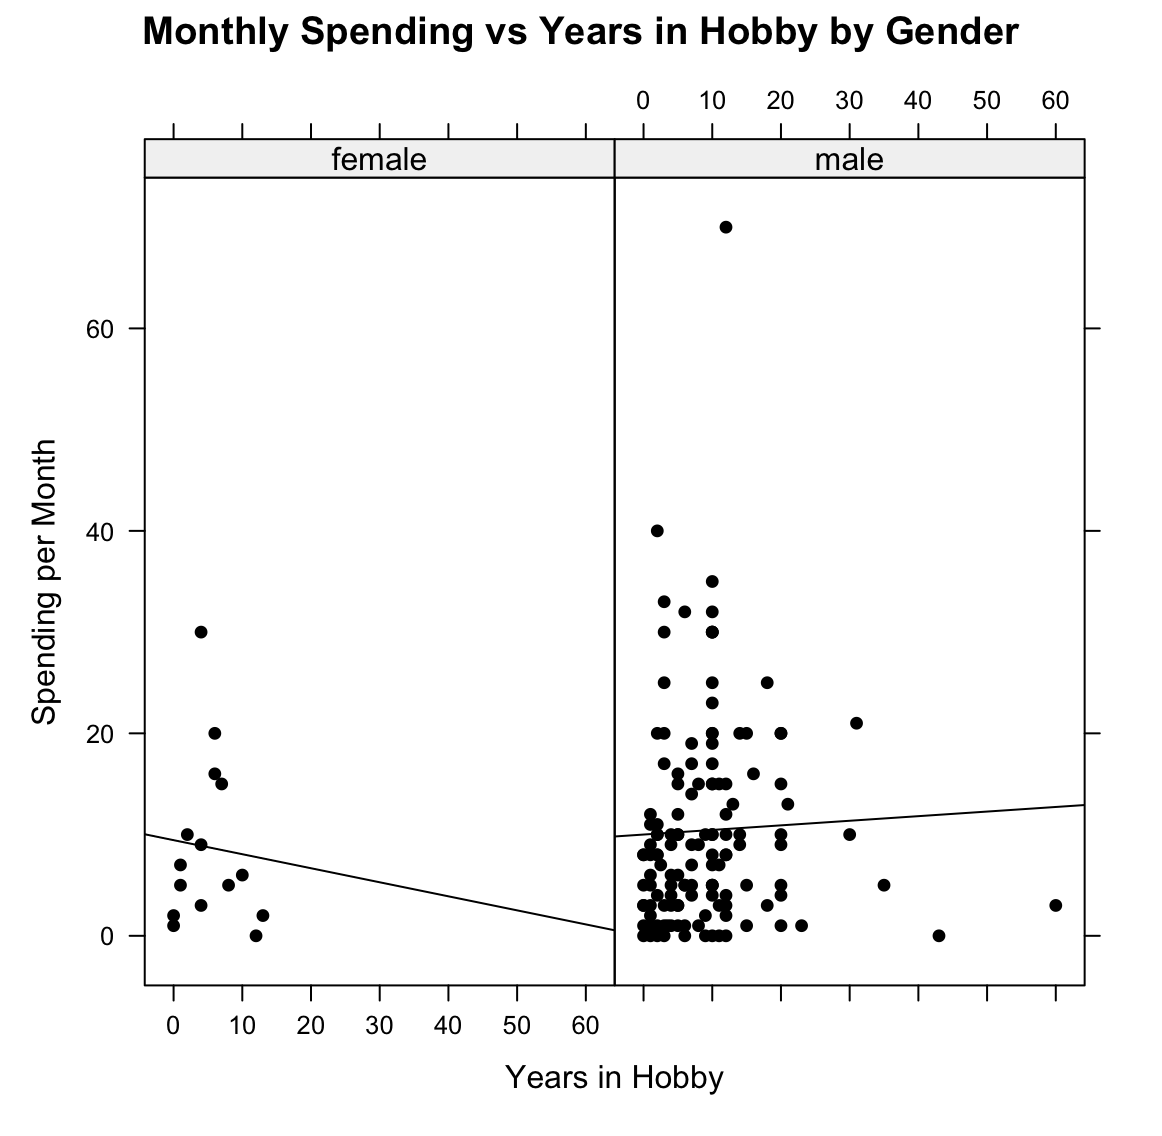 Monthly Spending vs Years in Hobby by Gender
0 10 20 30 40 50 60
female male
60
40
20
0
Spending per Month
0 10 20 30 40 50 60
Years in Hobby